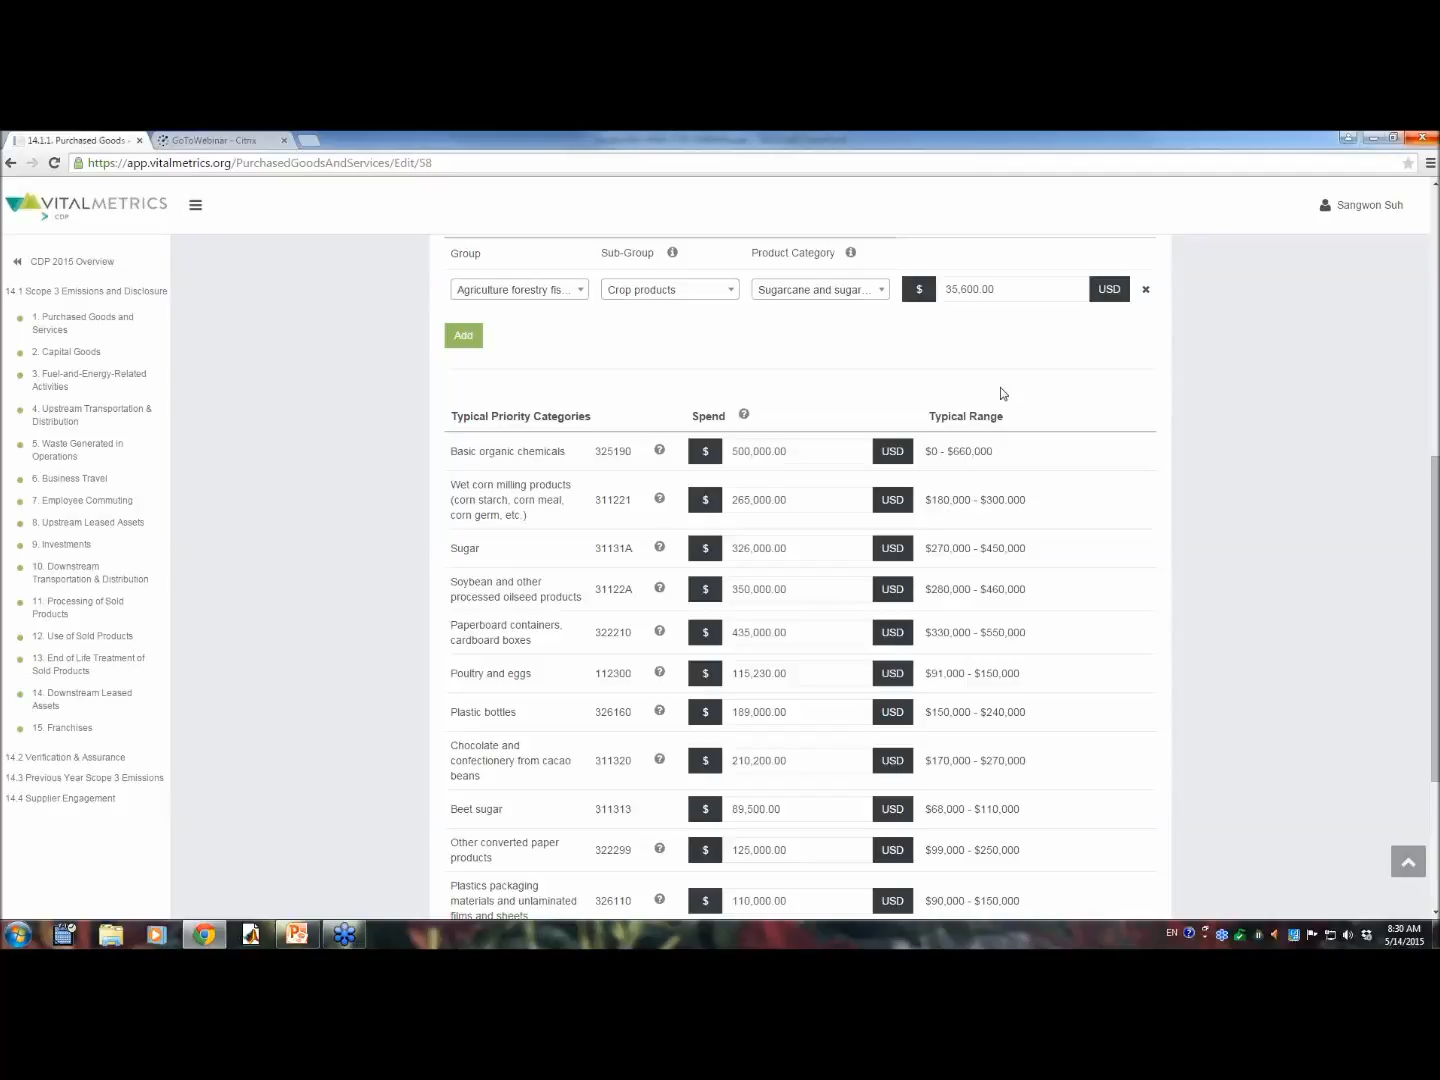 14.1.1. Purchased Goods -
GoToWebinar - Citrix
https://app.vitalmetrics.org/PurchasedGoodsAndServices/Edit/58
VITALMETRICS
CDP
Sangwon Suh
CDP 2015 Overview
14.1 Scope 3 Emissions and Disclosure
1. Purchased Goods and
Services
2. Capital Goods
3. Fuel-and-Energy-Related
Activities
4. Upstream Transportation &
Distribution
5. Waste Generated in
Operations
6. Business Travel
7. Employee Commuting
8. Upstream Leased Assets
9. Investments
10. Downstream
Transportation & Distribution
11. Processing of Sold
Products
12. Use of Sold Products
13. End of Life Treatment of
Sold Products
14. Downstream Leased
Assets
15. Franchises
14.2 Verification & Assurance
14.3 Previous Year Scope 3 Emissions
14.4 Supplier Engagement
Group Sub-Group Product Category
Agriculture forestry fis... Crop products Sugarcane and sugar... $ 35,600.00 USD
Add
Typical Priority Categories Spend Typical Range
Basic organic chemicals 325190 $ 500,000.00 USD $0 - $660,000
Wet corn milling products
(corn starch, corn meal, 311221 $ 265,000.00 USD $180,000 - $300.000
corn germ, etc.)
Sugar 31131A $ 326,000.00 USD $270,000 - $450,000
Soybean and other
processed oilseed products 31122A $ 350,000.00 USD $280,000 - $460,000
Paperboard containers,
cardboard boxes 322210 $ 435,000.00 USD $330,000 - $550,000
Poultry and eggs 112300 $ 115,230.00 USD $91,000 - $150,000
Plastic bottles 326160 $ 189,000.00 USD $150,000 - $240,000
Chocolate and
confectionery from cacao 311320 $ 210,200.00 USD $170,000 - $270,000
beans
Beet sugar 311313 $ 89,500.00 USD $68,000 - $110,000
Other converted paper
products 322299 $ 125,000.00 USD $99,000 - $250,000
Plastics packaging
materials and unlaminated 326110 $ 110,000.00 USD $90,000 - $150,000
films and sheets
EN
8:30 AM
5/14/2015